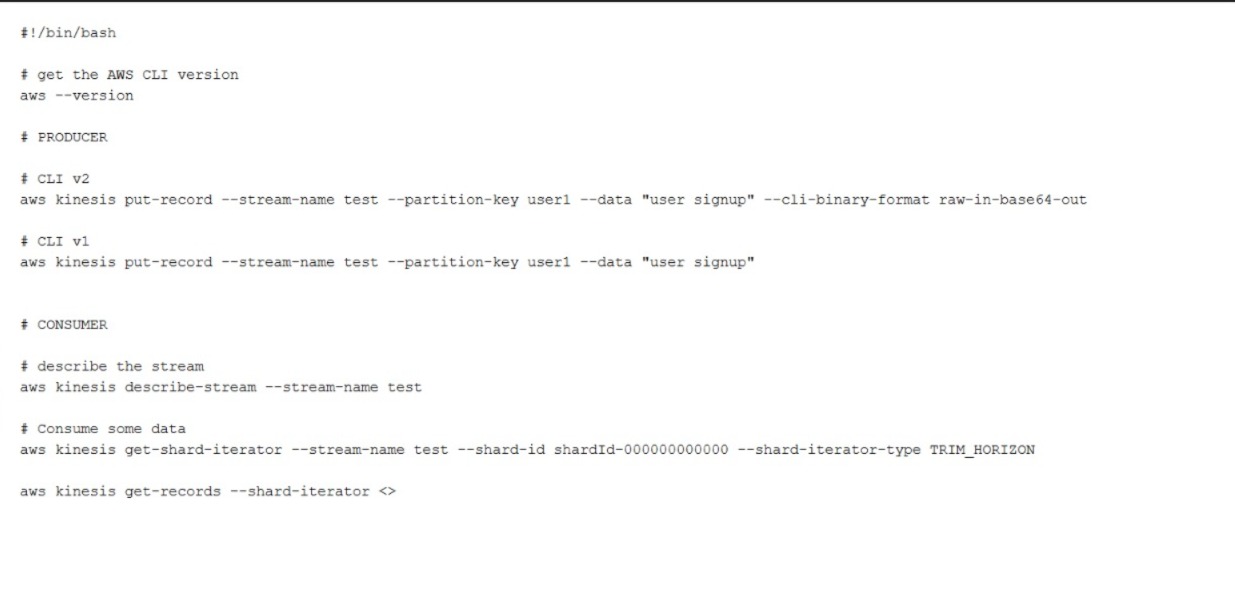 #!/bin/bash
# get the AWS CLI version
aws --version
# PRODUCER
# CLI v2
aws kinesis put-record --stream-name test --partition-key user1 --data "user signup" --cli-binary-format raw-in-base64-out
# CLI v1
aws kinesis put-record --stream-name test --partition-key user1 --data "user signup"
# CONSUMER
# describe the stream
aws kinesis describe-stream --stream-name test
# Consume some data
aws kinesis get-shard-iterator --stream-name test --shard-id shardId-000000000000 --shard-iterator-type TRIM_HORIZON
aws kinesis get-records --shard-iterator <>